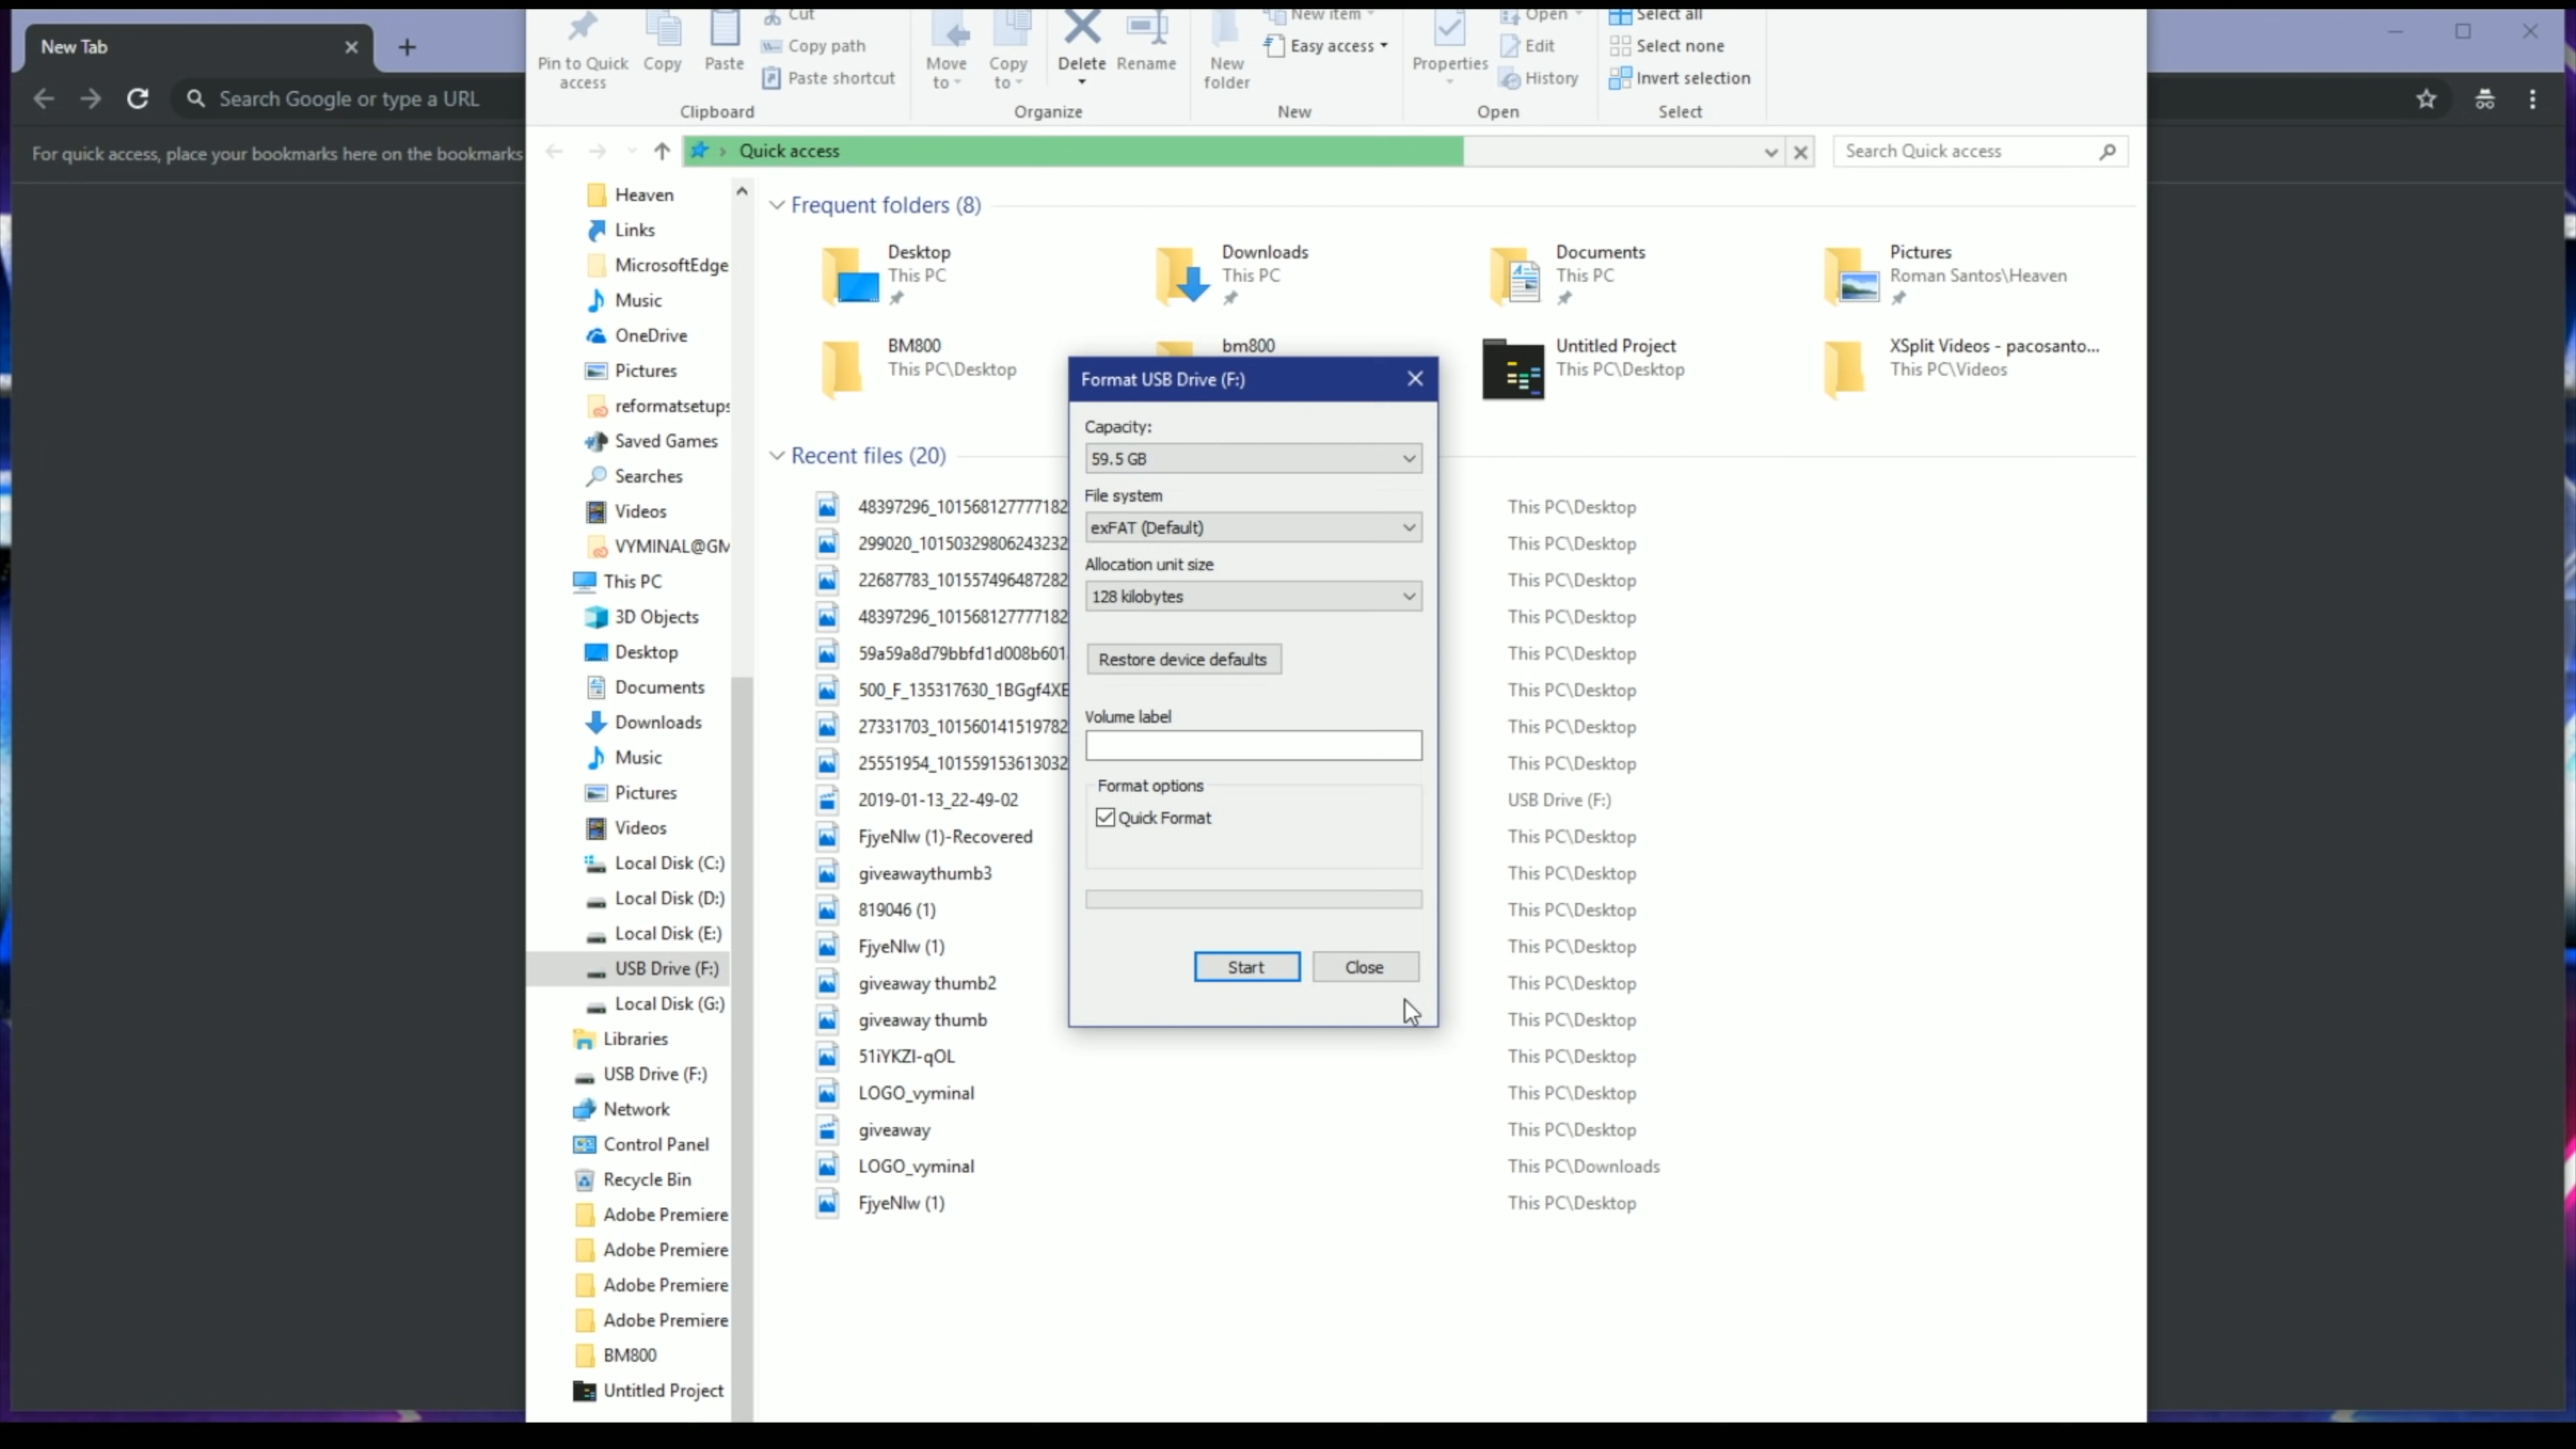 New Tab
Search Google or type a URL
For quick access, place your bookmarks here on the bookmarks
Pin to Quick access
Copy
Paste
Cut
Copy path
Paste shortcut
Clipboard
Move to
Copy to
Delete
Rename
Organize
New folder
New item
Easy access
New
Properties
Open
Edit
History
Open
Select all
Select none
Invert selection
Select
Quick access
Search Quick access
Heaven
Links
MicrosoftEdge
Music
OneDrive
Pictures
reformatsetups
Saved Games
Searches
Videos
VYMINAL@GM
This PC
3D Objects
Desktop
Documents
Downloads
Music
Pictures
Videos
Local Disk (C:)
Local Disk (D:)
Local Disk (E:)
USB Drive (F:)
Local Disk (G:)
Libraries
USB Drive (F:)
Network
Control Panel
Recycle Bin
Adobe Premiere
Adobe Premiere
Adobe Premiere
Adobe Premiere
BM800
Untitled Project
Frequent folders (8)
Desktop
This PC
Downloads
This PC
Documents
This PC
Pictures
Roman Santos\Heaven
BM800
This PC\Desktop
bm800
Untitled Project
This PC\Desktop
XSplit Videos - pacosanto...
This PC\Videos
Recent files (20)
48397296_101568127777182 This PC\Desktop
299020_10150329806243232 This PC\Desktop
22687783_101557496487282 This PC\Desktop
48397296_101568127777182 This PC\Desktop
59a59a8d79bbfd1d008b601 This PC\Desktop
500_F_135317630_1BGgf4XE This PC\Desktop
27331703_101560141519782 This PC\Desktop
25551954_101559153613032 This PC\Desktop
2019-01-13_22-49-02 USB Drive (F:)
FjyeNlw (1)-Recovered This PC\Desktop
giveawaythumb3 This PC\Desktop
819046 (1) This PC\Desktop
FjyeNlw (1) This PC\Desktop
giveaway thumb2 This PC\Desktop
giveaway thumb This PC\Desktop
51iYKZI-qOL This PC\Desktop
LOGO_vyminal This PC\Desktop
giveaway This PC\Desktop
LOGO_vyminal This PC\Downloads
FjyeNlw (1) This PC\Desktop
Format USB Drive (F:)
Capacity:
59.5 GB
File system
exFAT (Default)
Allocation unit size
128 kilobytes
Restore device defaults
Volume label
Format options
Quick Format
Start
Close